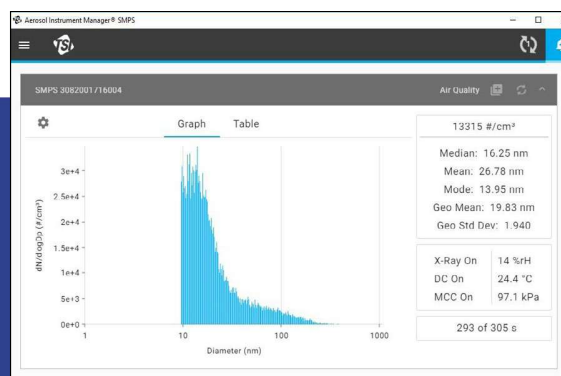 Aerosol Instrument Manager® SMPS
TSI
SMPS 3082001716004
Air Quality
Graph
Table
dN/dlogDp (#/cm³)
3e+4
2.5e+4
2e+4
1.5e+4
1e+4
5e+3
0e+0
1
10
100
1000
Diameter (nm)
13315 #/cm³
Median: 16.25 nm
Mean: 26.78 nm
Mode: 13.95 nm
Geo Mean: 19.83 nm
Geo Std Dev: 1.940
X-Ray On 14 %rH
DC On 24.4 °C
MCC On 97.1 kPa
293 of 305 s